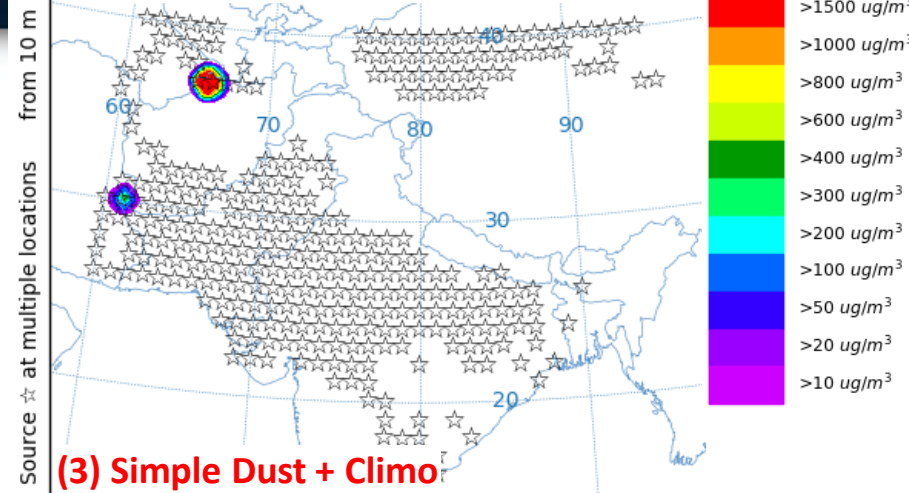 Source ☆ at multiple locations from 10 m
40
60
70
80
90
30
20
(3) Simple Dust + Climo
>1500 ug/m³
>1000 ug/m³
>800 ug/m³
>600 ug/m³
>400 ug/m³
>300 ug/m³
>200 ug/m³
>100 ug/m³
>50 ug/m³
>20 ug/m³
>10 ug/m³